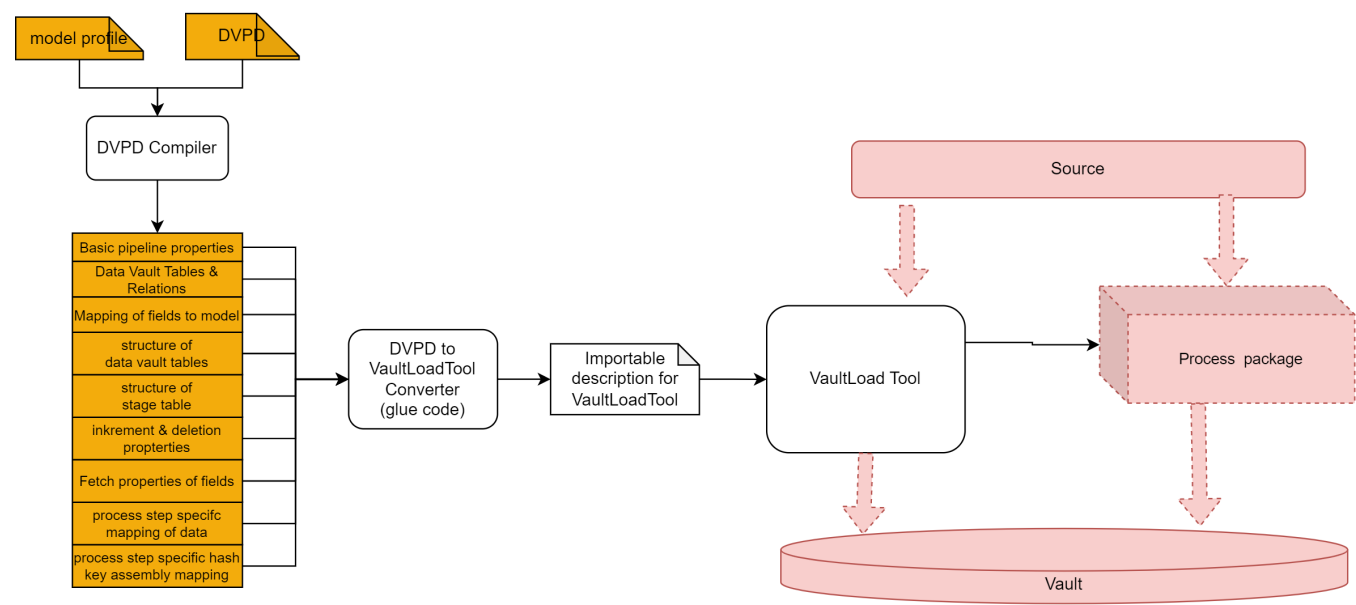 model profile
DVPD
DVPD Compiler
Basic pipeline properties
Data Vault Tables &
Relations
Mapping of fields to model
structure of
data vault tables
structure of
stage table
inkrement & deletion
propterties
Fetch properties of fields
process step specifc
mapping of data
process step specific hash
key assembly mapping
DVPD to
VaultLoadTool
Converter
(glue code)
Importable
description for
VaultLoadTool
VaultLoad Tool
Source
Process package
Vault